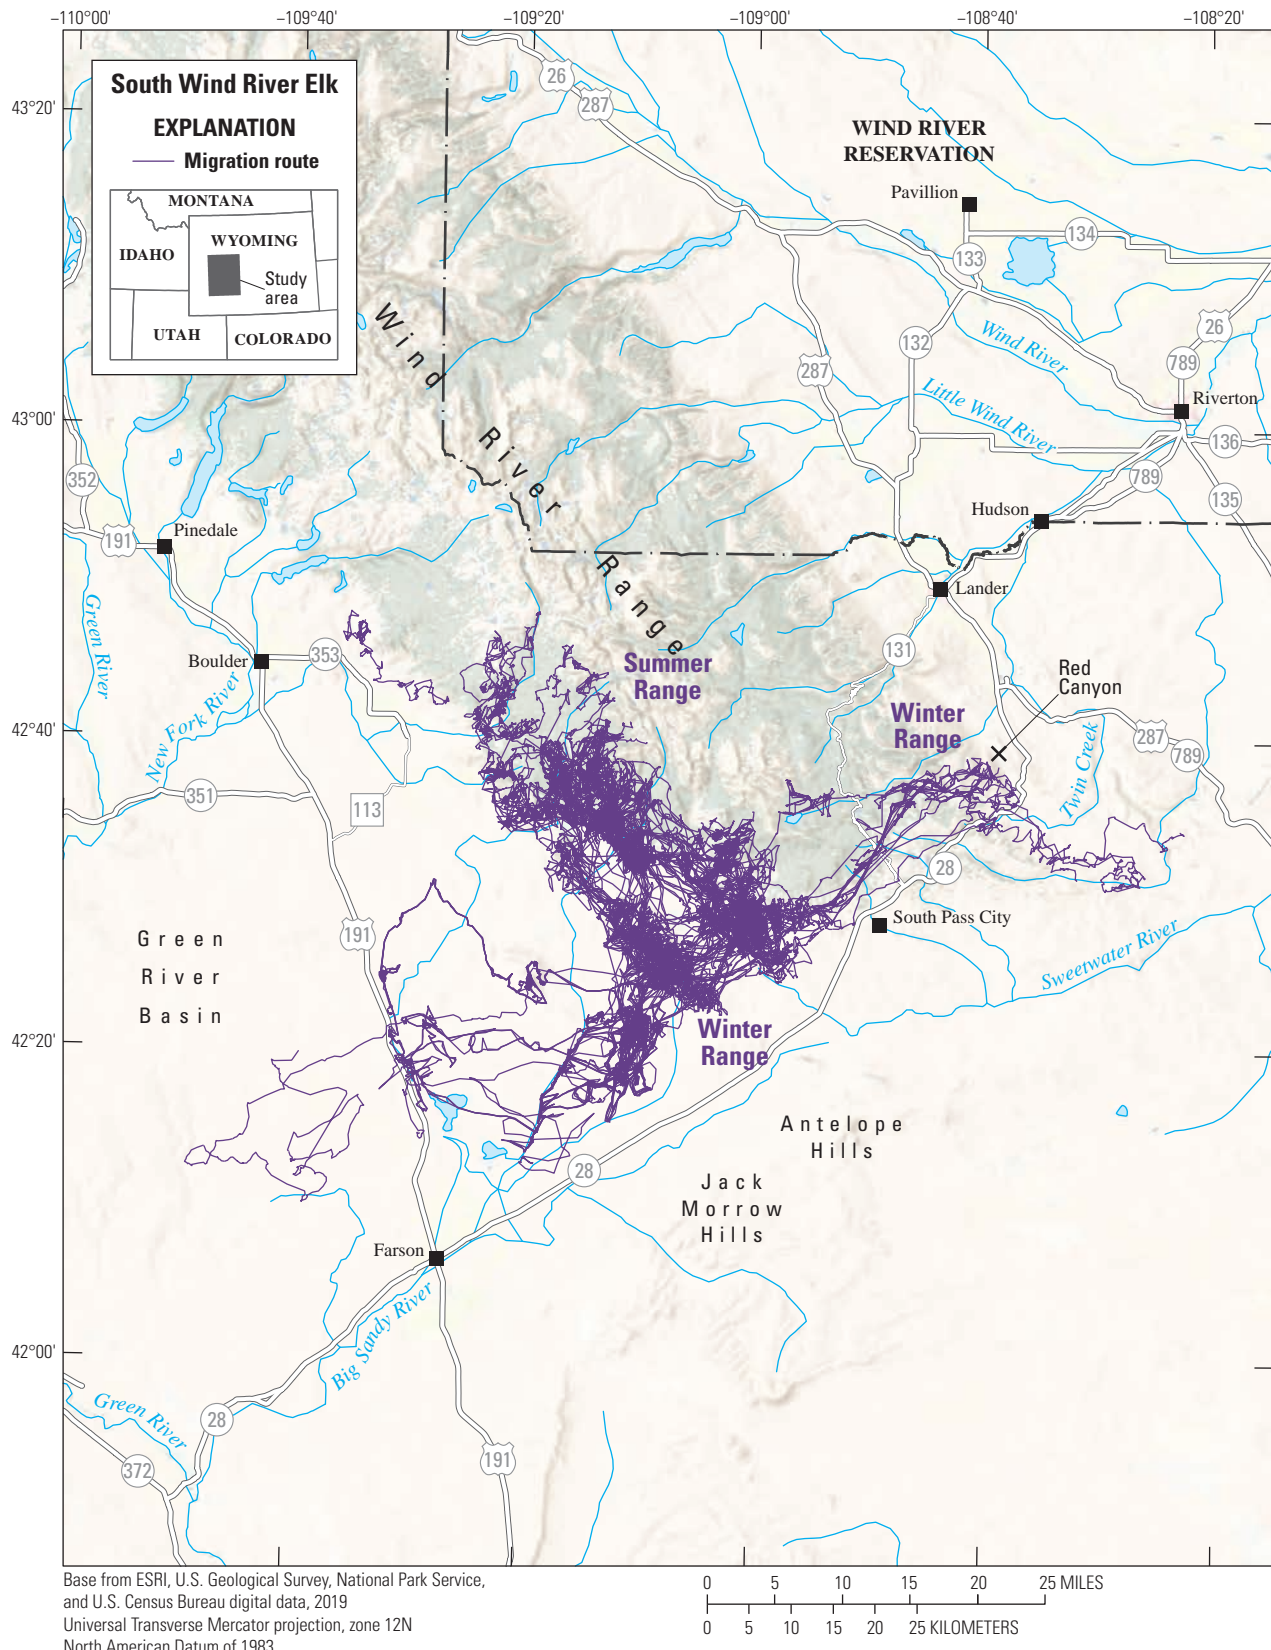 −110°00'
−109°40'
−109°20'
−109°00'
−108°40'
−108°20'
43°20'
43°00'
42°40'
42°20'
42°00'
South Wind River Elk
EXPLANATION
Migration route
MONTANA
IDAHO
WYOMING
Study
area
UTAH
COLORADO
26
287
WIND RIVER
RESERVATION
Pavillion
134
133
Wind River
26
132
287
789
Little Wind River
Riverton
136
789
135
Hudson
Wind River Range
352
191
Pinedale
Green River
Lander
Boulder
353
131
Summer
Range
Red
Canyon
New Fork River
Winter
Range
287
789
Twin Creek
351
113
28
South Pass City
191
Green
River
Basin
Sweetwater River
Winter
Range
Antelope
Hills
28
Jack
Morrow
Hills
Farson
Big Sandy River
Green River
28
372
191
Base from ESRI, U.S. Geological Survey, National Park Service,
and U.S. Census Bureau digital data, 2019
Universal Transverse Mercator projection, zone 12N
North American Datum of 1983
0 5 10 15 20 25 MILES
0 5 10 15 20 25 KILOMETERS